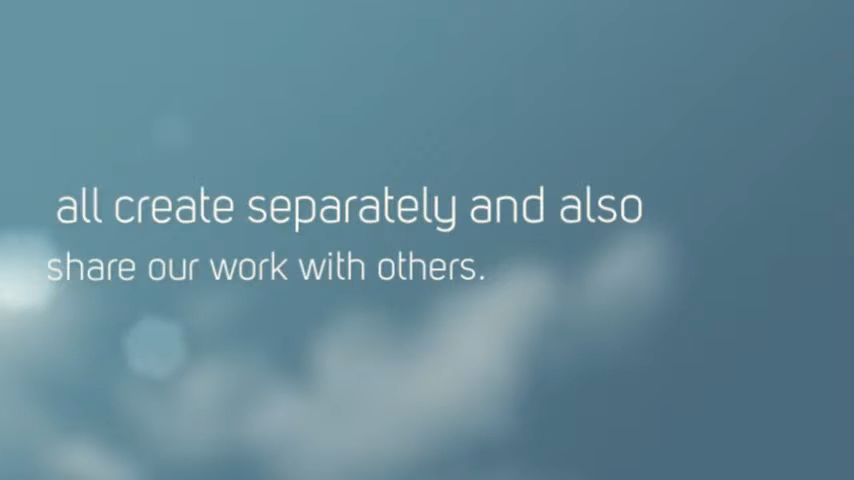 all create separately and also
share our work with others.